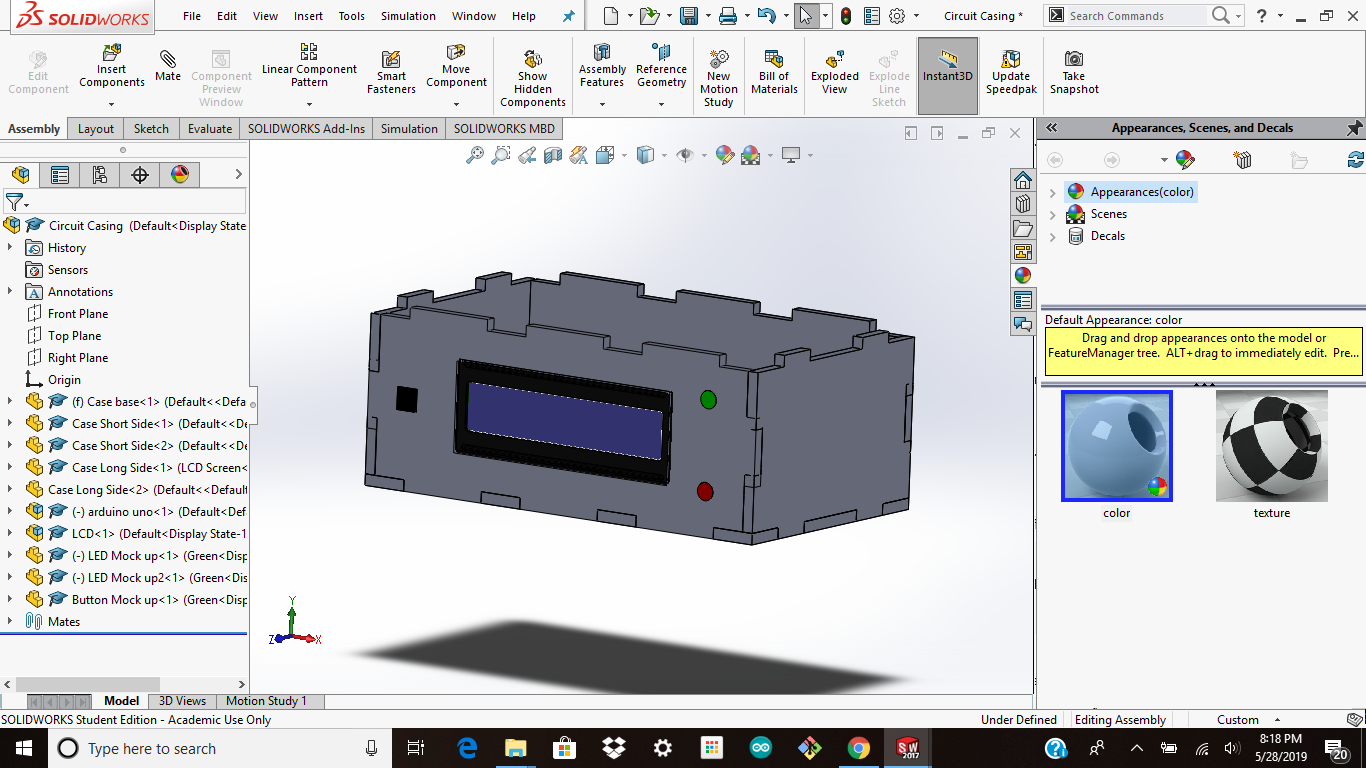 SOLIDWORKS
File Edit View Insert Tools Simulation Window Help
Circuit Casing *
Search Commands
?
Edit Component
Insert Components
Mate
Component Preview Window
Linear Component Pattern
Smart Fasteners
Move Component
Show Hidden Components
Assembly Features
Reference Geometry
New Motion Study
Bill of Materials
Exploded View
Explode Line Sketch
Instant3D
Update Speedpak
Take Snapshot
Assembly Layout Sketch Evaluate SOLIDWORKS Add-Ins Simulation SOLIDWORKS MBD
Appearances, Scenes, and Decals
Appearances(color)
Scenes
Decals
Circuit Casing (Default<Display State
History
Sensors
Annotations
Front Plane
Top Plane
Right Plane
Origin
(f) Case base<1> (Default<<Defa
Case Short Side<1> (Default<<De
Case Short Side<2> (Default<<De
Case Long Side<1> (LCD Screen<
Case Long Side<2> (Default<<Default
(-) arduino uno<1> (Default<<Def
LCD<1> (Default<Display State-1
(-) LED Mock up<1> (Green<Disp
(-) LED Mock up2<1> (Green<Dis
Button Mock up<1> (Green<Disp
Mates
Default Appearance: color
Drag and drop appearances onto the model or
FeatureManager tree. ALT+drag to immediately edit. Pre...
color
texture
Y
Z
X
Model 3D Views Motion Study 1
SOLIDWORKS Student Edition - Academic Use Only
Under Defined Editing Assembly Custom
Type here to search
SW
2017
8:18 PM
5/28/2019
20